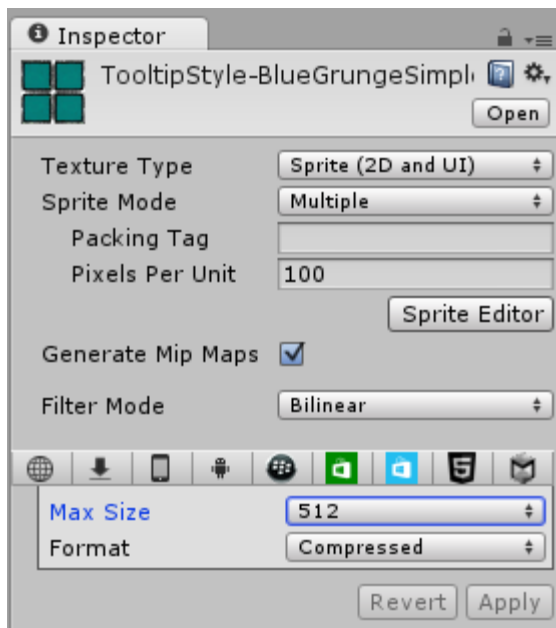 Inspector
TooltipStyle-BlueGrungeSimpl
Open
Texture Type Sprite (2D and UI)
Sprite Mode Multiple
Packing Tag
Pixels Per Unit 100
Sprite Editor
Generate Mip Maps
Filter Mode Bilinear
Max Size 512
Format Compressed
Revert Apply